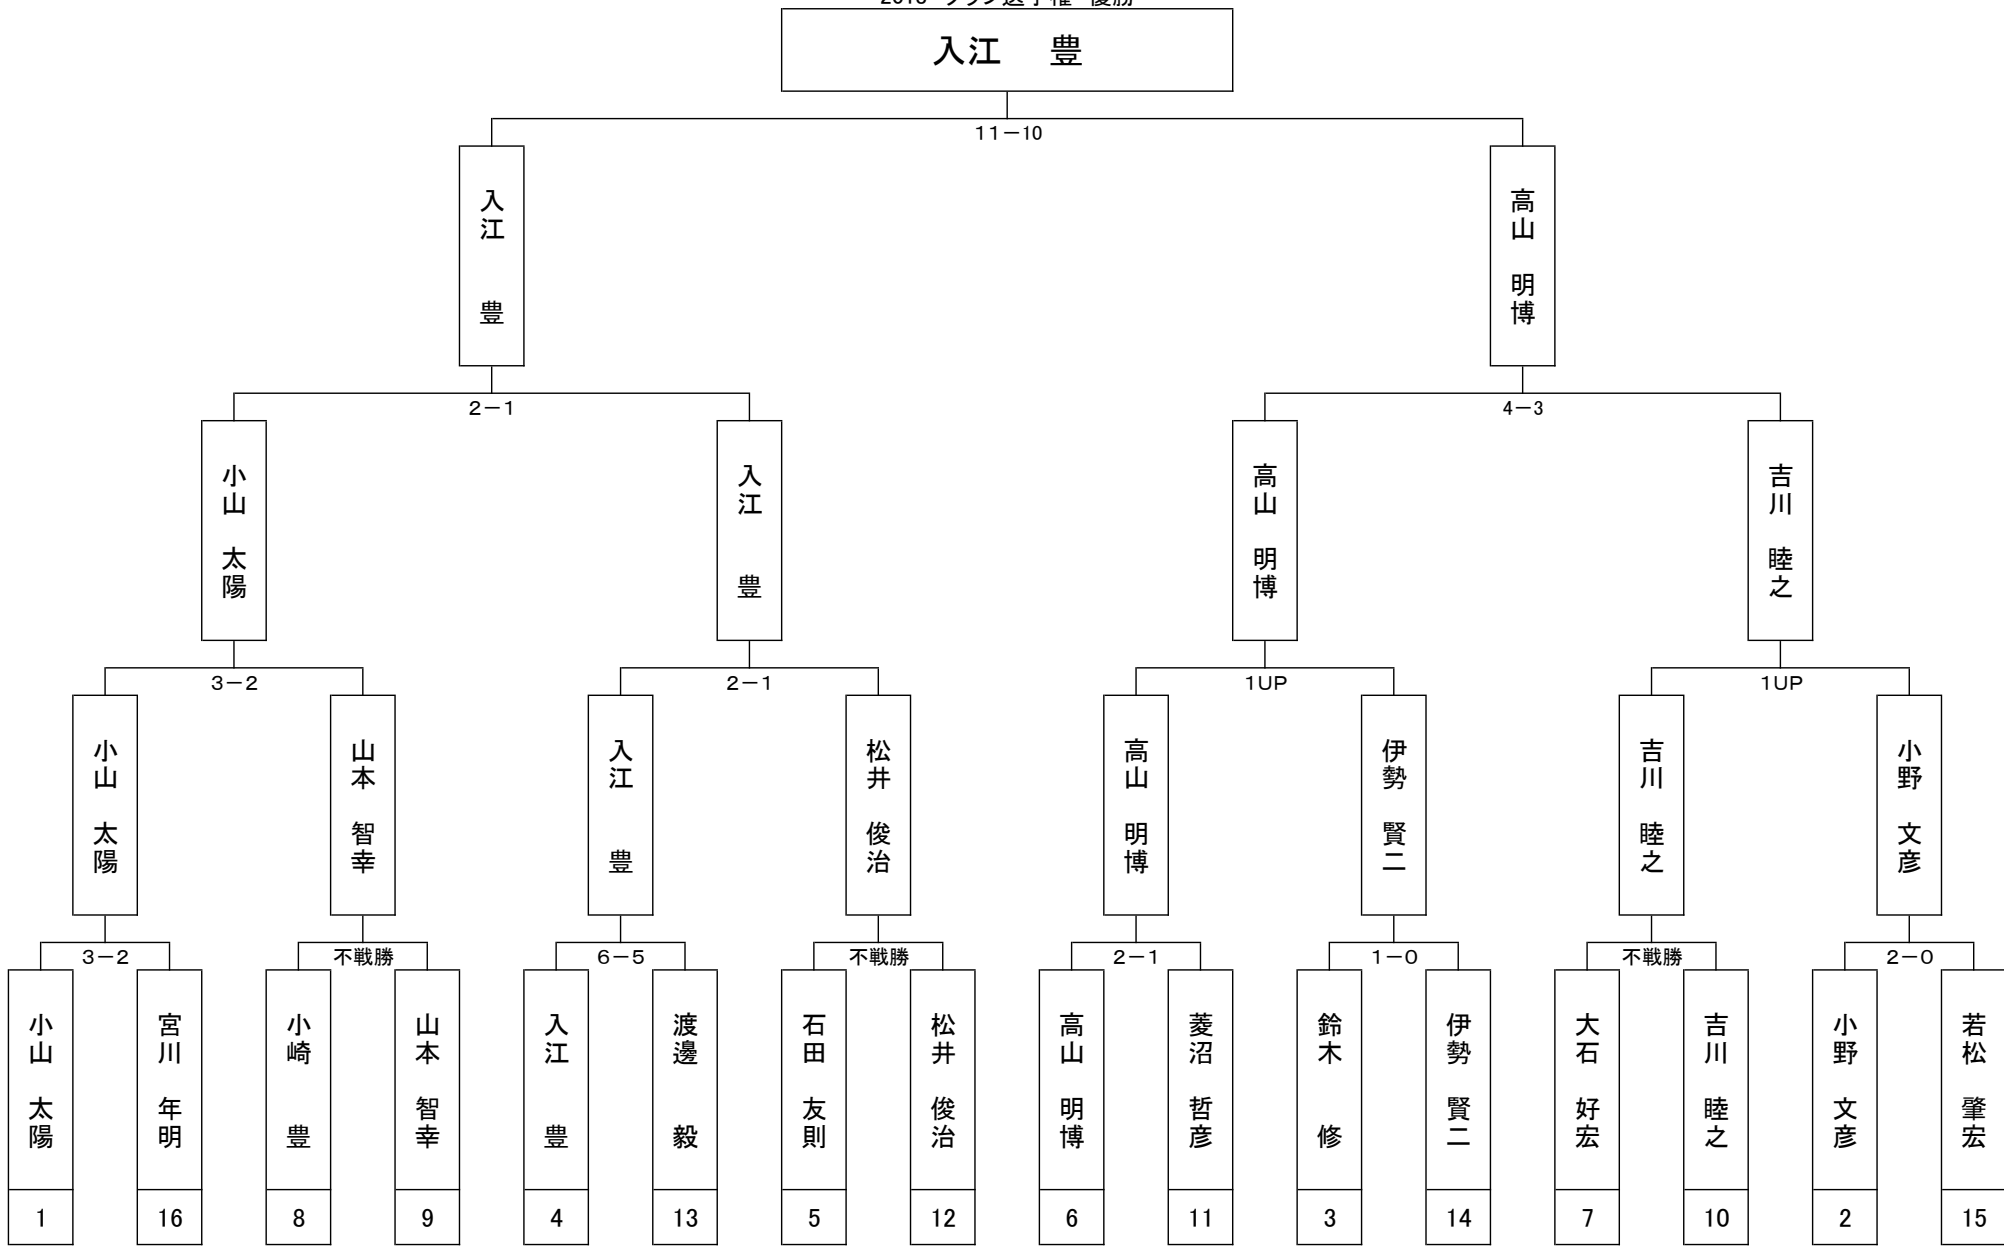 入江 豊
11－10
入江 豊
高山 明博
2－1
4－3
小山 太陽
入江 豊
高山 明博
吉川 睦之
3－2
2－1
1UP
1UP
小山 太陽
山本 智幸
入江 豊
松井 俊治
高山 明博
伊勢 賢二
吉川 睦之
小野 文彦
3－2
不戦勝
6－5
不戦勝
2－1
1－0
不戦勝
2－0
小山 太陽
宮川 年明
小崎 豊
山本 智幸
入江 豊
渡邊 毅
石田 友則
松井 俊治
高山 明博
菱沼 哲彦
鈴木 修
伊勢 賢二
大石 好宏
吉川 睦之
小野 文彦
若松 肇宏
1
16
8
9
4
13
5
12
6
11
3
14
7
10
2
15